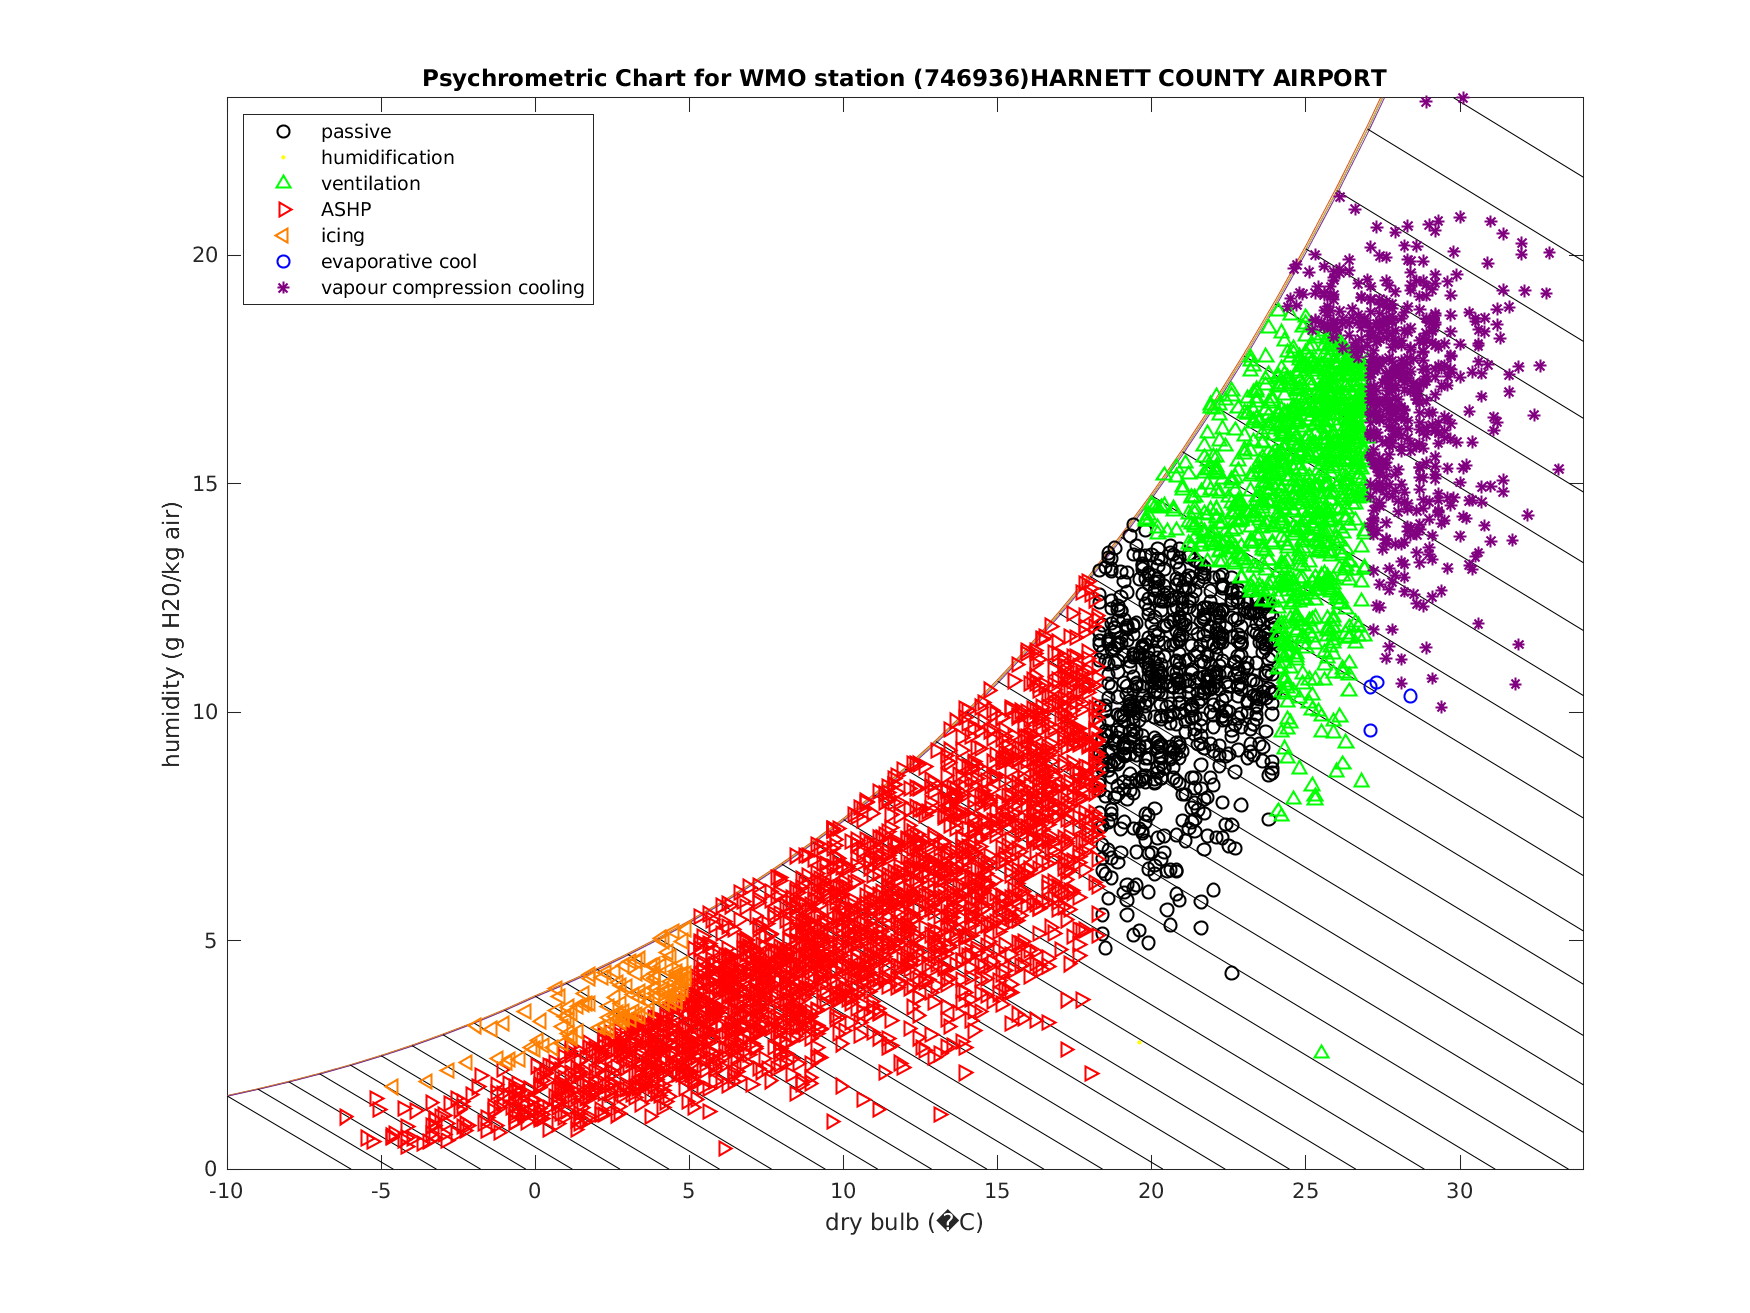 Psychrometric Chart for WMO station (746936)HARNETT COUNTY AIRPORT
passive
humidification
ventilation
ASHP
icing
evaporative cool
vapour compression cooling
humidity (g H20/kg air)
20
15
10
5
0
-10 -5 0 5 10 15 20 25 30
dry bulb (�C)